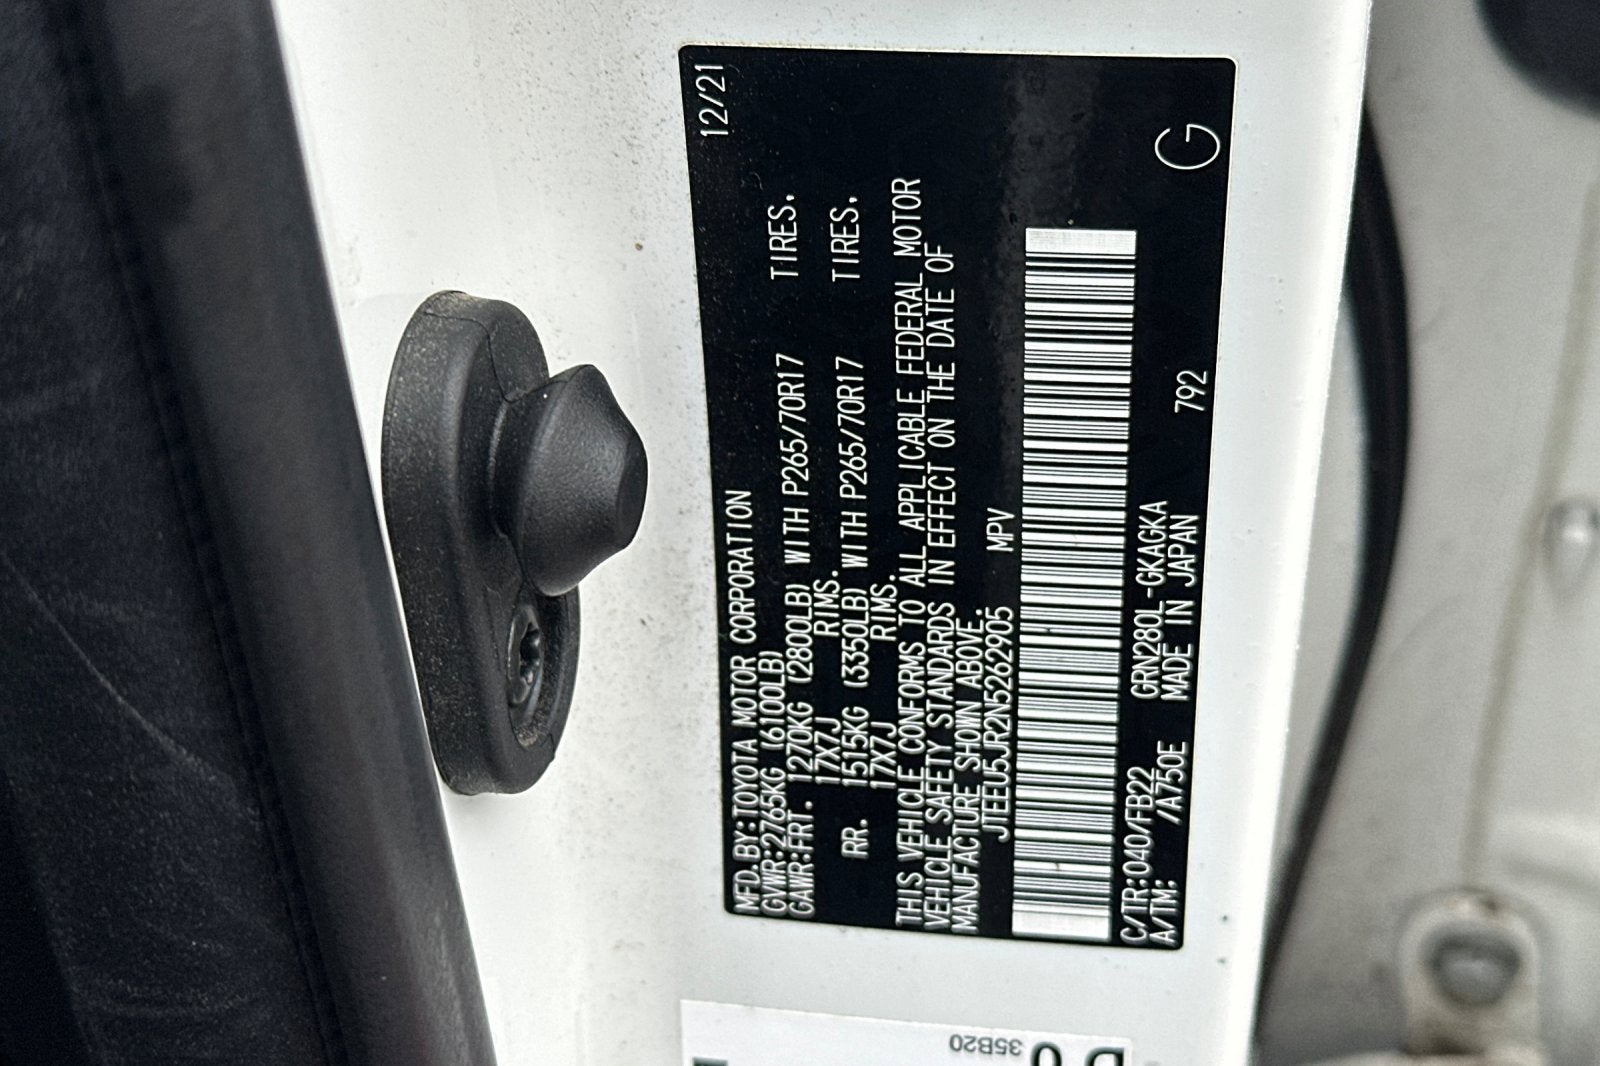 12/21
MFD.BY:TOYOTA MOTOR CORPORATION
GVWR:2765KG (6100LB)
GAWR:FRT. 1270KG (2800LB) WITH P265/70R17 TIRES.
17X7J RIMS.
RR. 1515KG (3350LB) WITH P265/70R17 TIRES.
17X7J RIMS.
THIS VEHICLE CONFORMS TO ALL APPLICABLE FEDERAL MOTOR
VEHICLE SAFETY STANDARDS IN EFFECT ON THE DATE OF
MANUFACTURE SHOWN ABOVE.
JTEEU5JR2N5262905 MPV
C/TR:040/FB22 GRN280L-GKAGKA
A/TM: /A750E MADE IN JAPAN 792 G
35B20